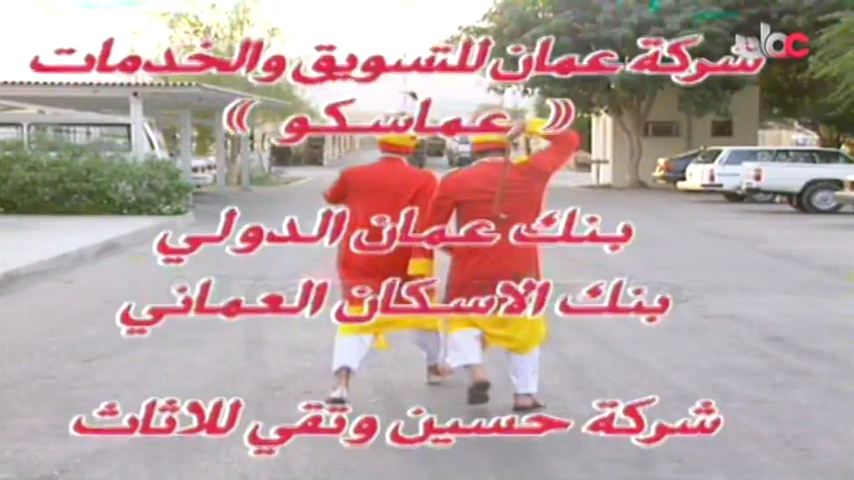 شركة عمان للتسويق والخدمات
(( عماسكو ))
بنك عمان الدولي
بنك الاسكان العماني
شركة حسين وتقي للاثاث